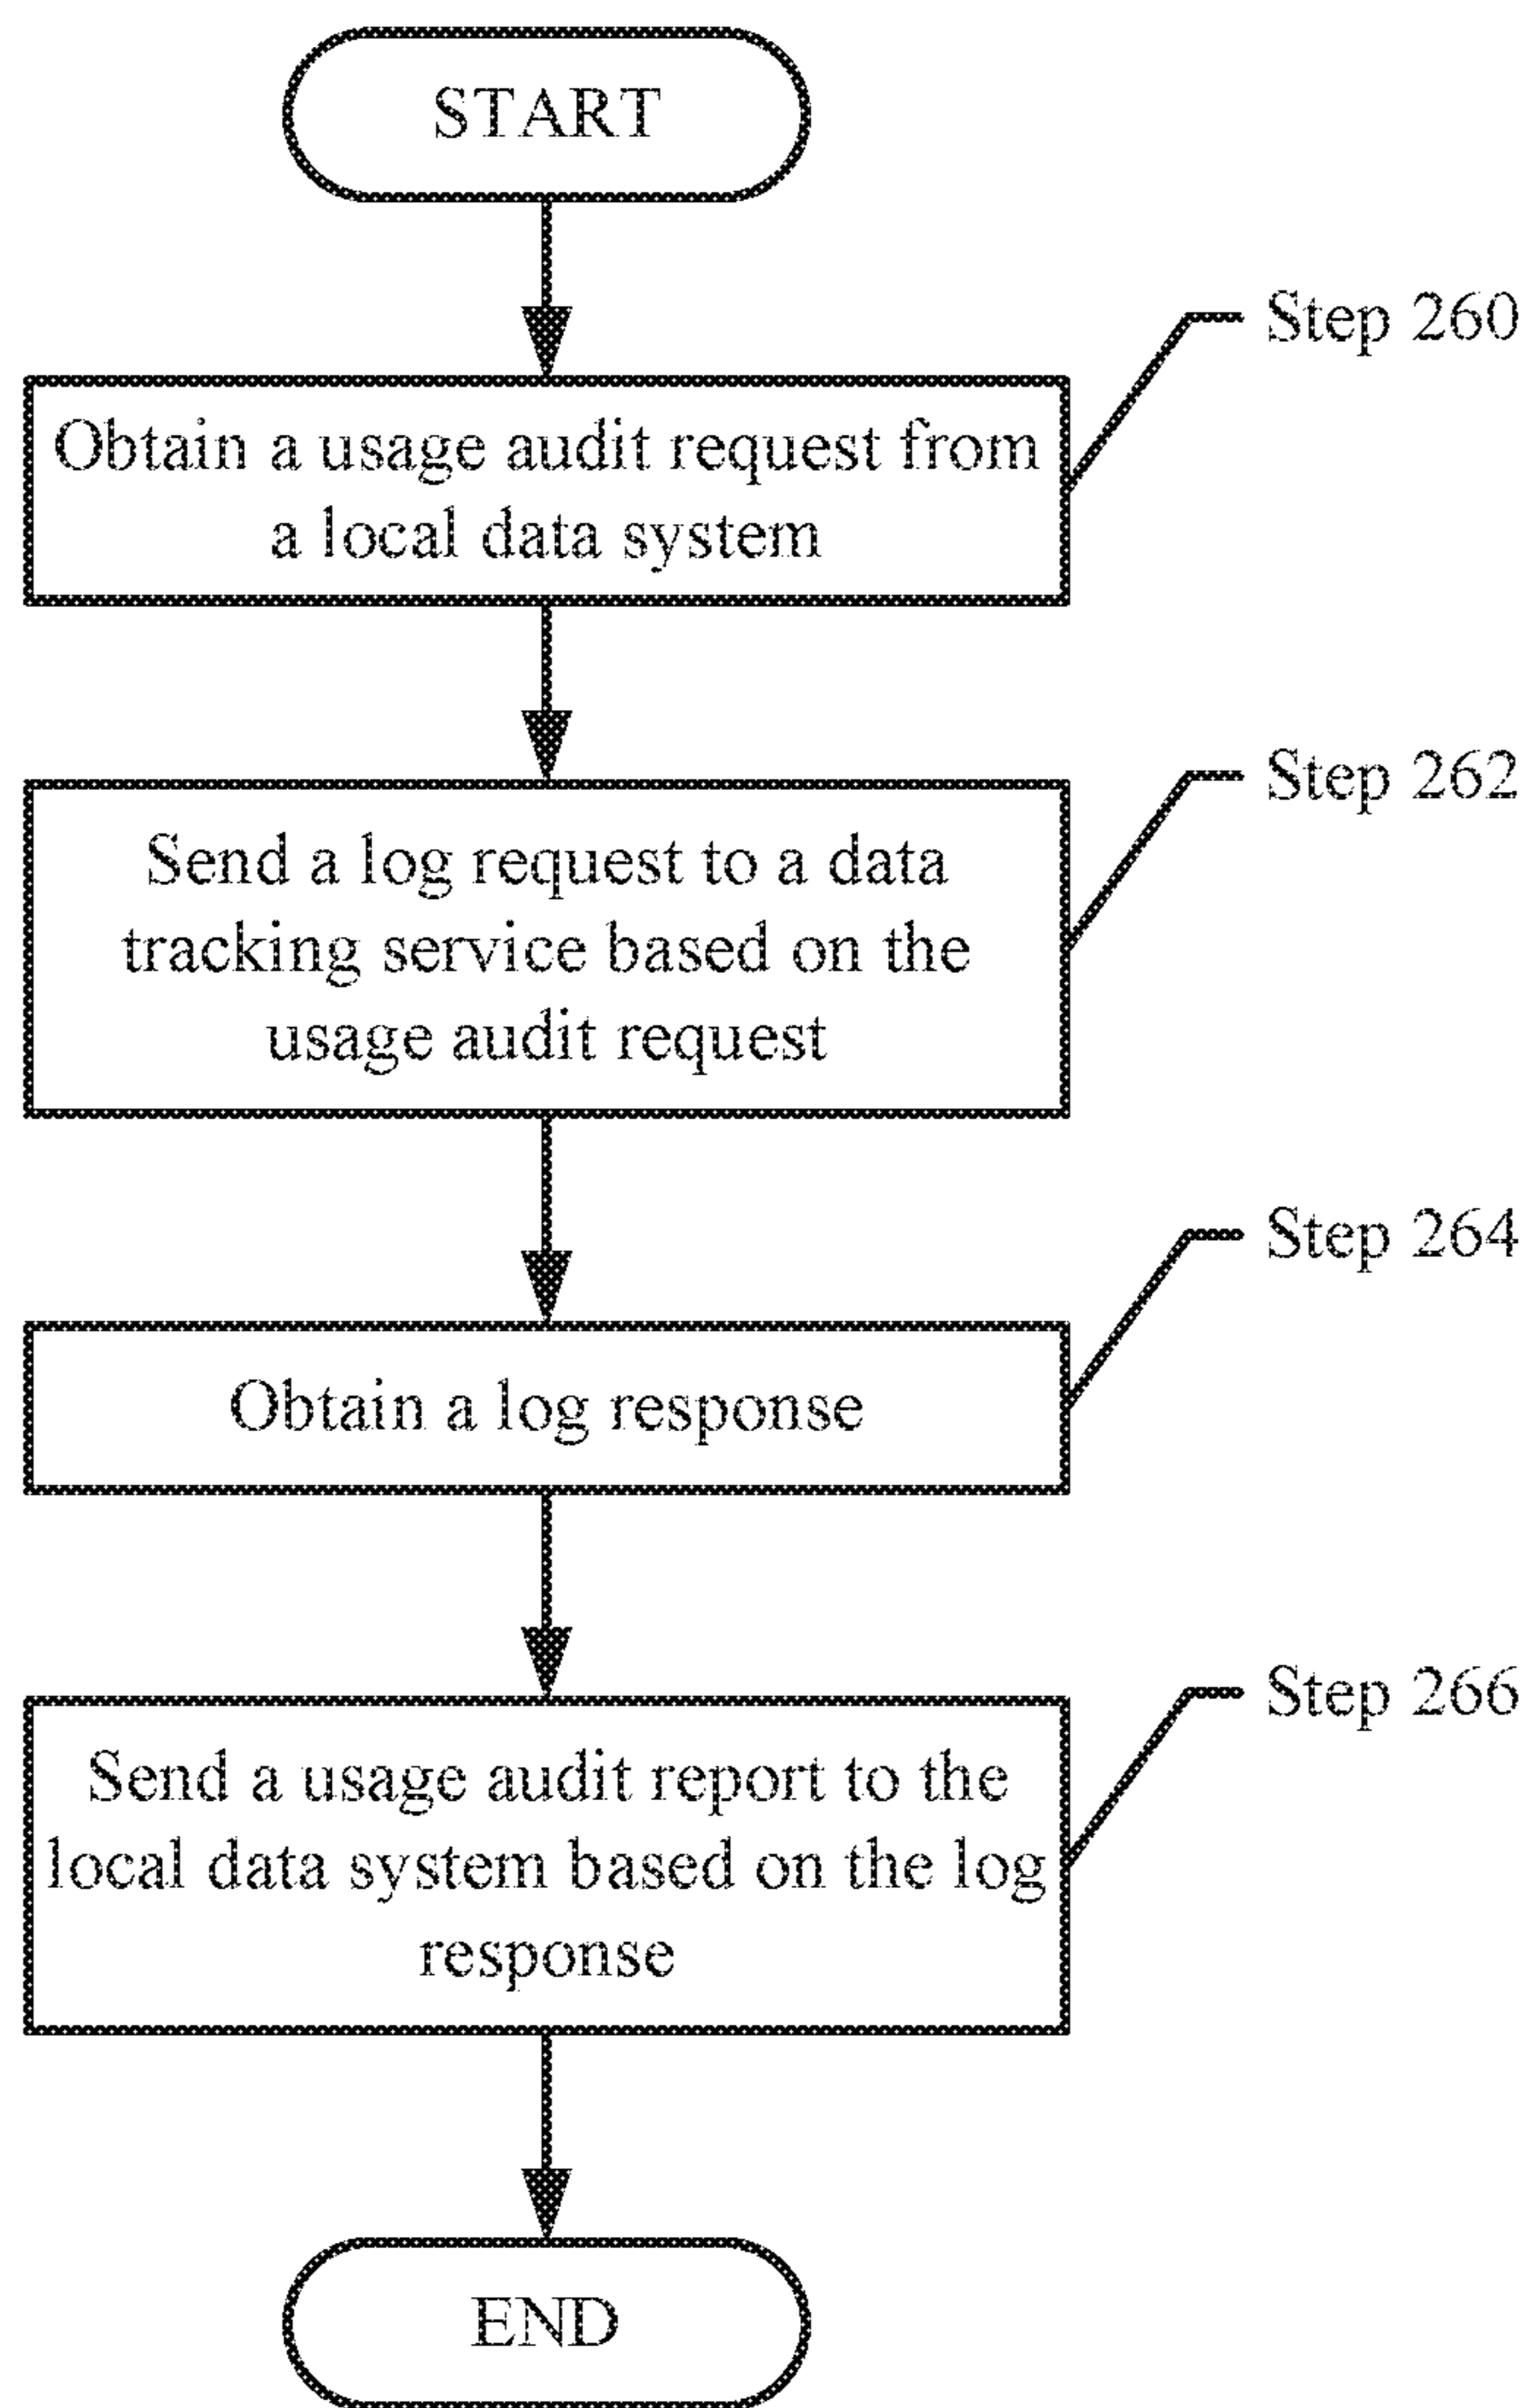 START
Step 260
Obtain a usage audit request from
a local data system
Step 262
Send a log request to a data
tracking service based on the
usage audit request
Step 264
Obtain a log response
Step 266
Send a usage audit report to the
local data system based on the log
response
END